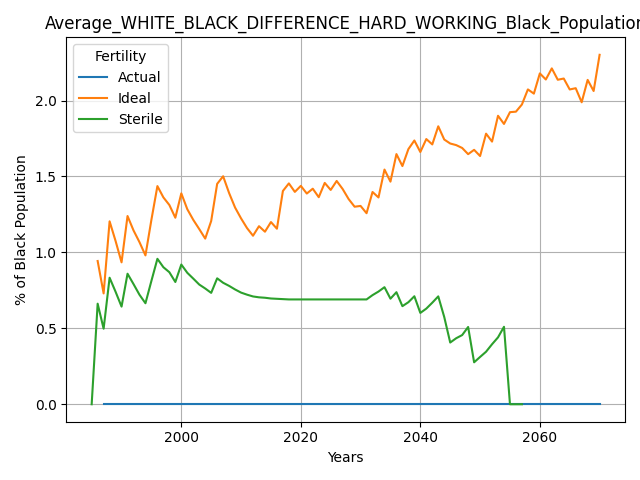 Average_WHITE_BLACK_DIFFERENCE_HARD_WORKING_Black_Population
Fertility
Actual
Ideal
Sterile
% of Black Population
2.0
1.5
1.0
0.5
0.0
2000 2020 2040 2060
Years